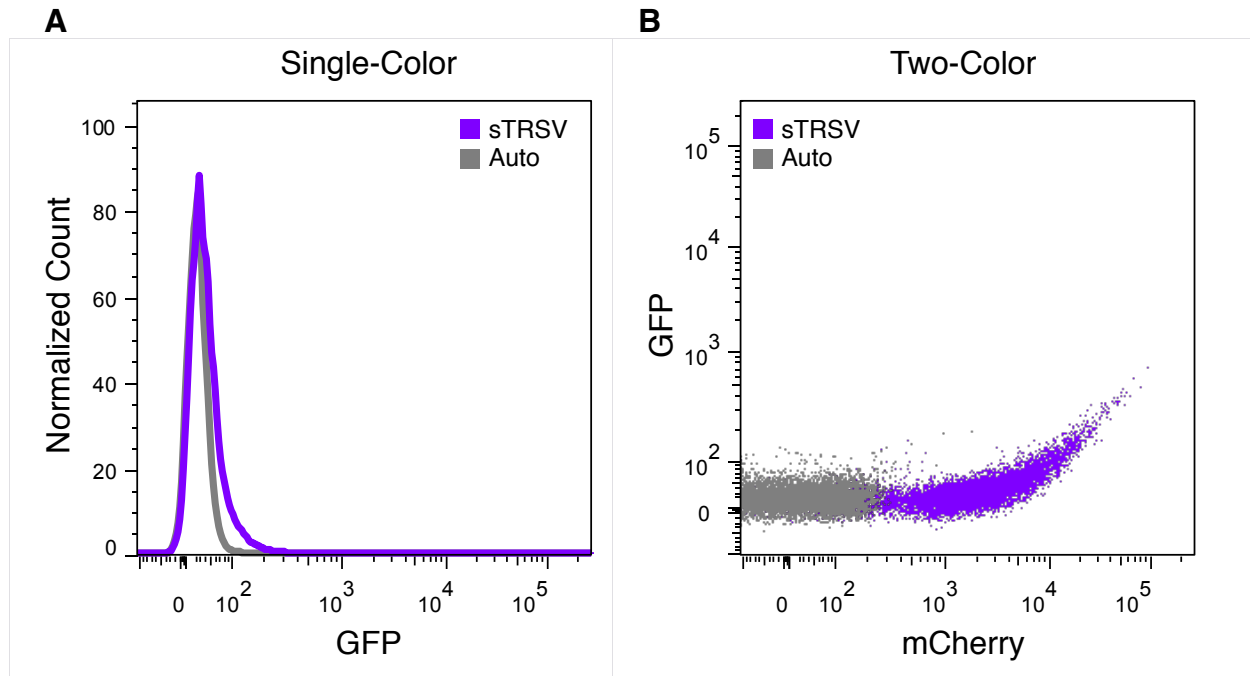 A
Single-Color
sTRSV
Auto
Normalized Count
100
80
60
40
20
0
0
10^2
10^3
10^4
10^5
GFP
B
Two-Color
sTRSV
Auto
GFP
10^5
10^4
10^3
10^2
0
0
10^2
10^3
10^4
10^5
mCherry